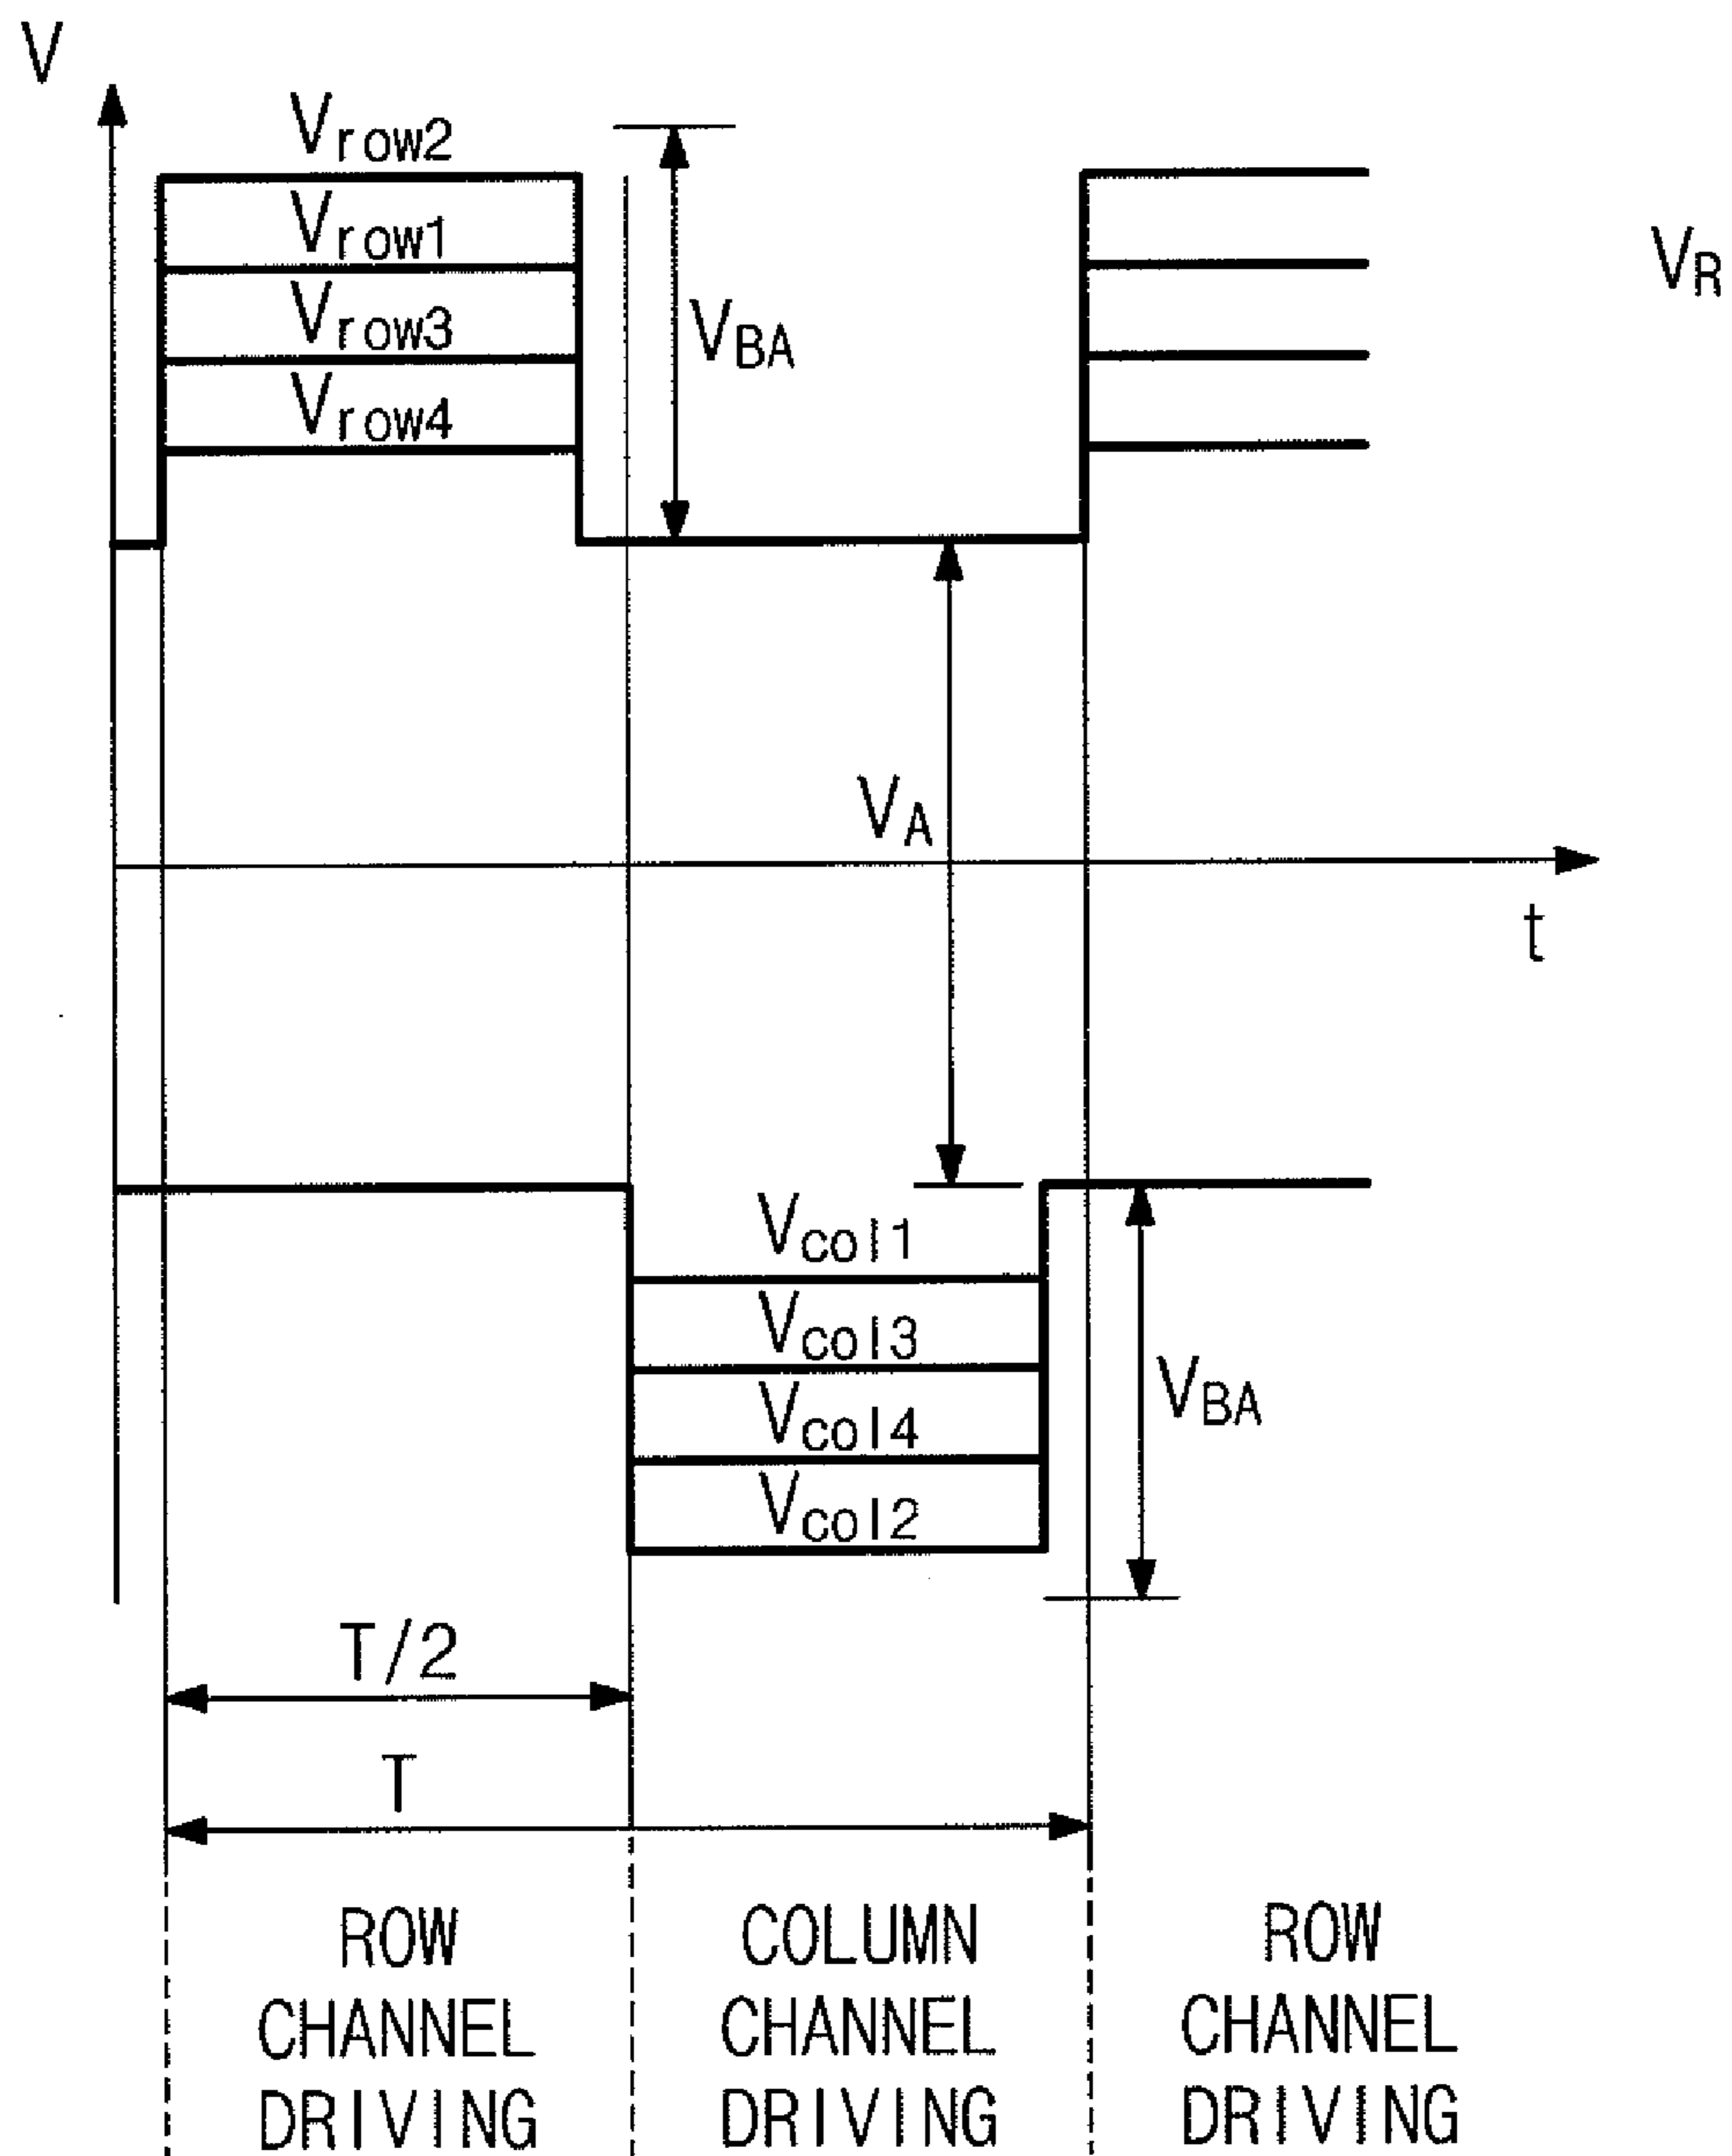 V
Vrow2
Vrow1
Vrow3
Vrow4
VBA
VR
VA
t
Vcol1
Vcol3
Vcol4
Vcol2
VBA
T/2
T
ROW
CHANNEL
DRIVING
COLUMN
CHANNEL
DRIVING
ROW
CHANNEL
DRIVING